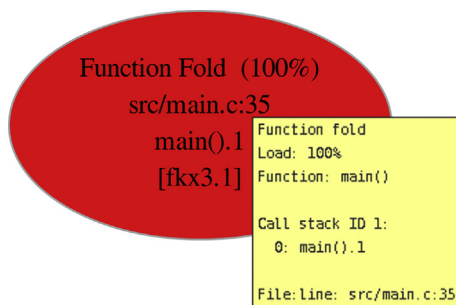 Function Fold (100%)
src/main.c:35
main().1
[fkx3.1]
Function fold
Load: 100%
Function: main()
Call stack ID 1:
0: main().1
File:line: src/main.c:35